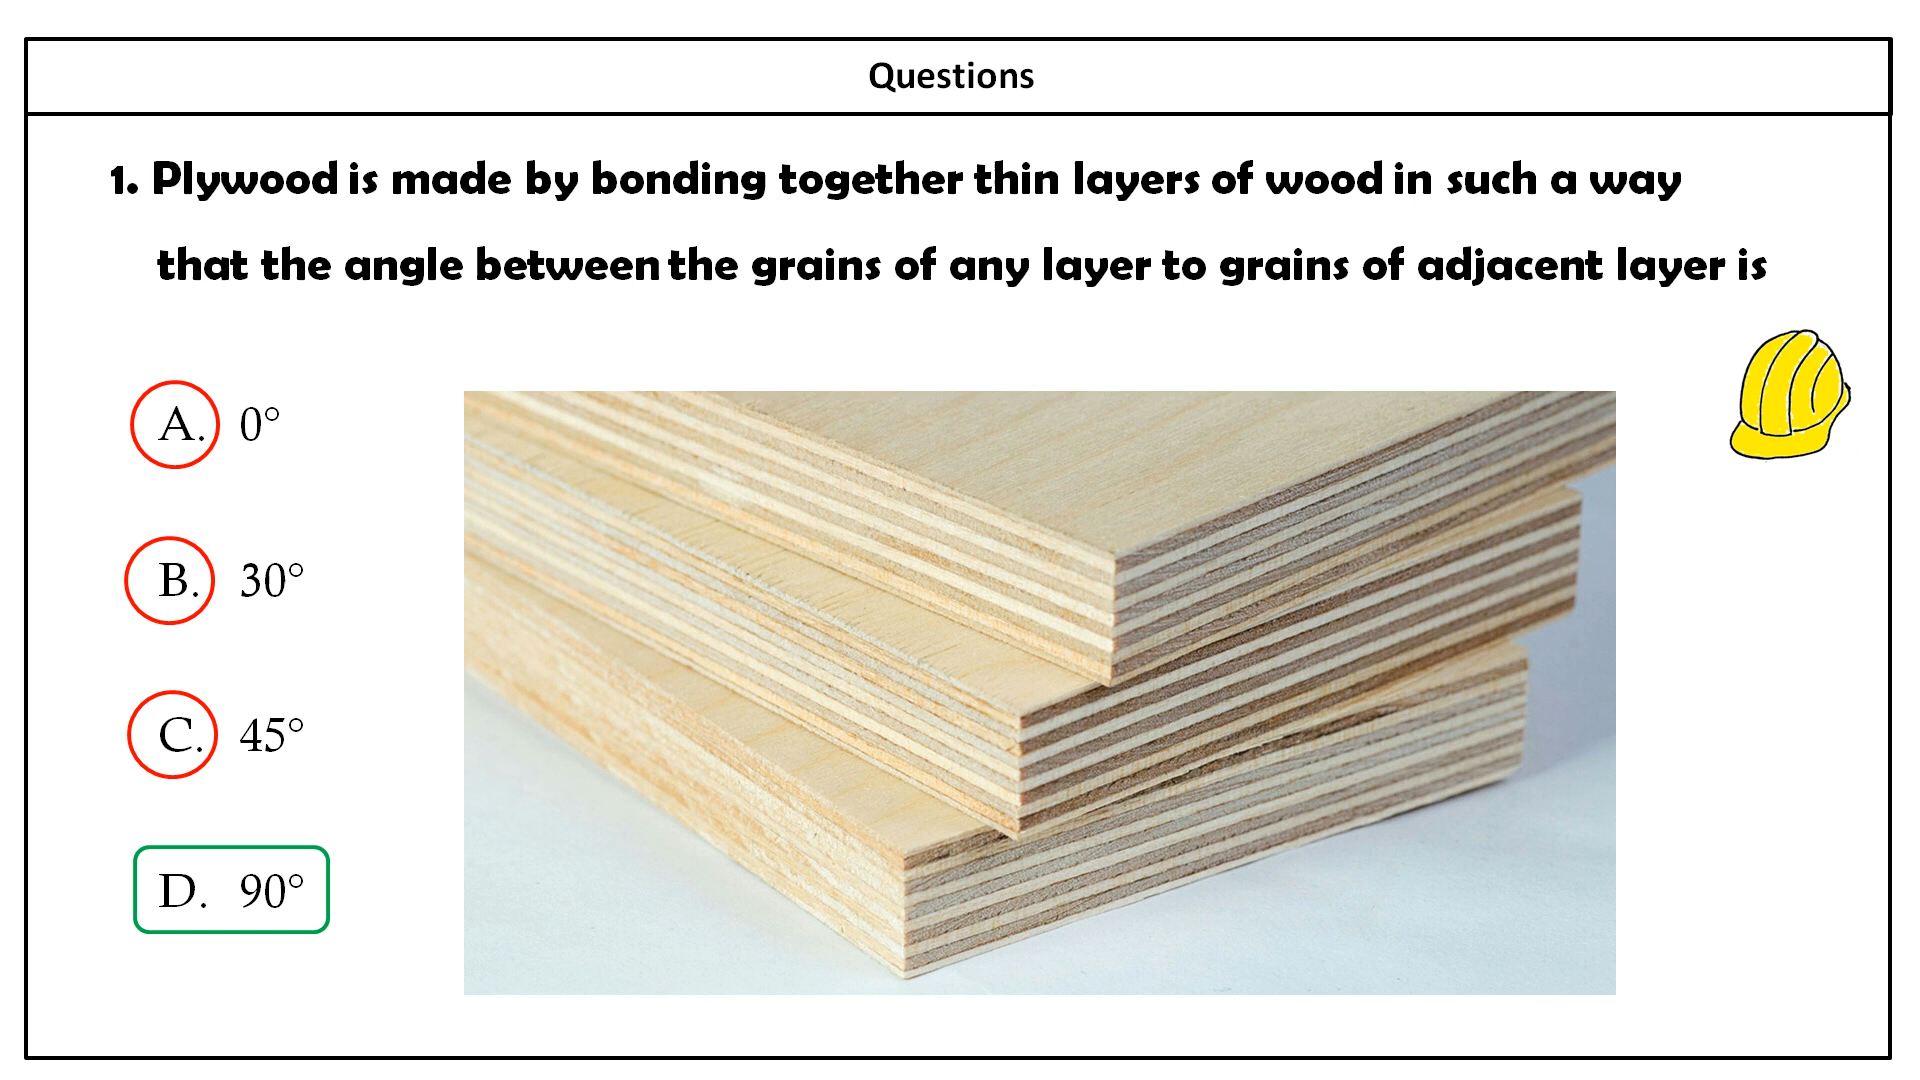 Questions
1. Plywood is made by bonding together thin layers of wood in such a way
that the angle between the grains of any layer to grains of adjacent layer is
A. 0°
B. 30°
C. 45°
D. 90°